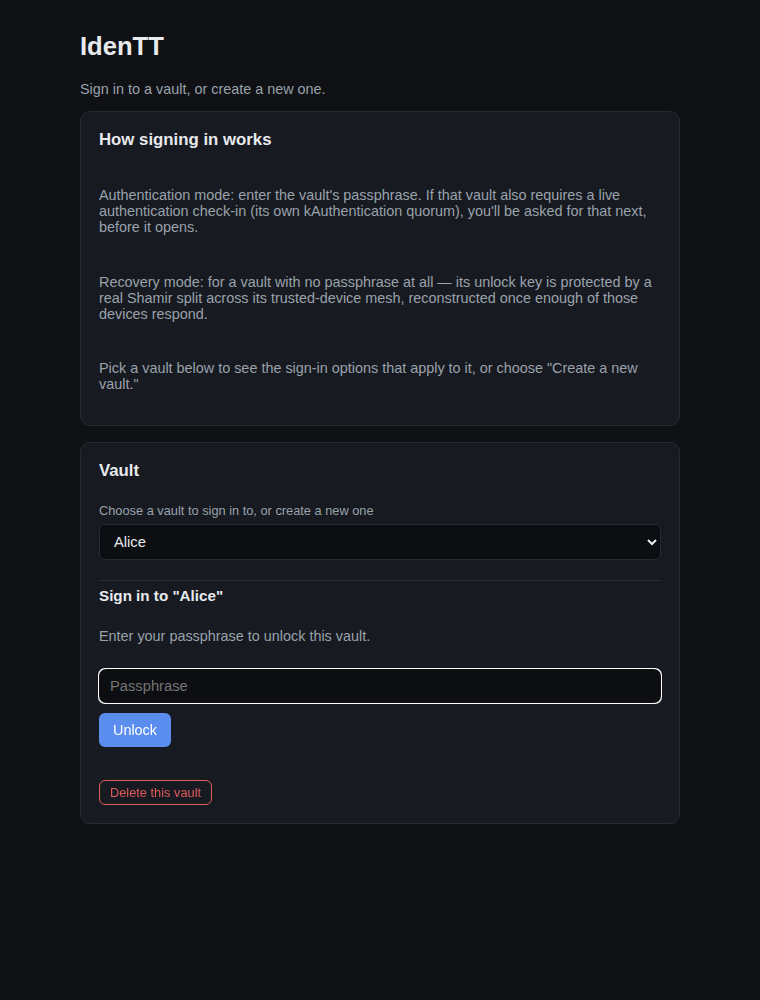 IdenTT
Sign in to a vault, or create a new one.
How signing in works
Authentication mode: enter the vault's passphrase. If that vault also requires a live
authentication check-in (its own kAuthentication quorum), you'll be asked for that next,
before it opens.
Recovery mode: for a vault with no passphrase at all — its unlock key is protected by a
real Shamir split across its trusted-device mesh, reconstructed once enough of those
devices respond.
Pick a vault below to see the sign-in options that apply to it, or choose "Create a new
vault."
Vault
Choose a vault to sign in to, or create a new one
Alice
Sign in to "Alice"
Enter your passphrase to unlock this vault.
Passphrase
Unlock
Delete this vault